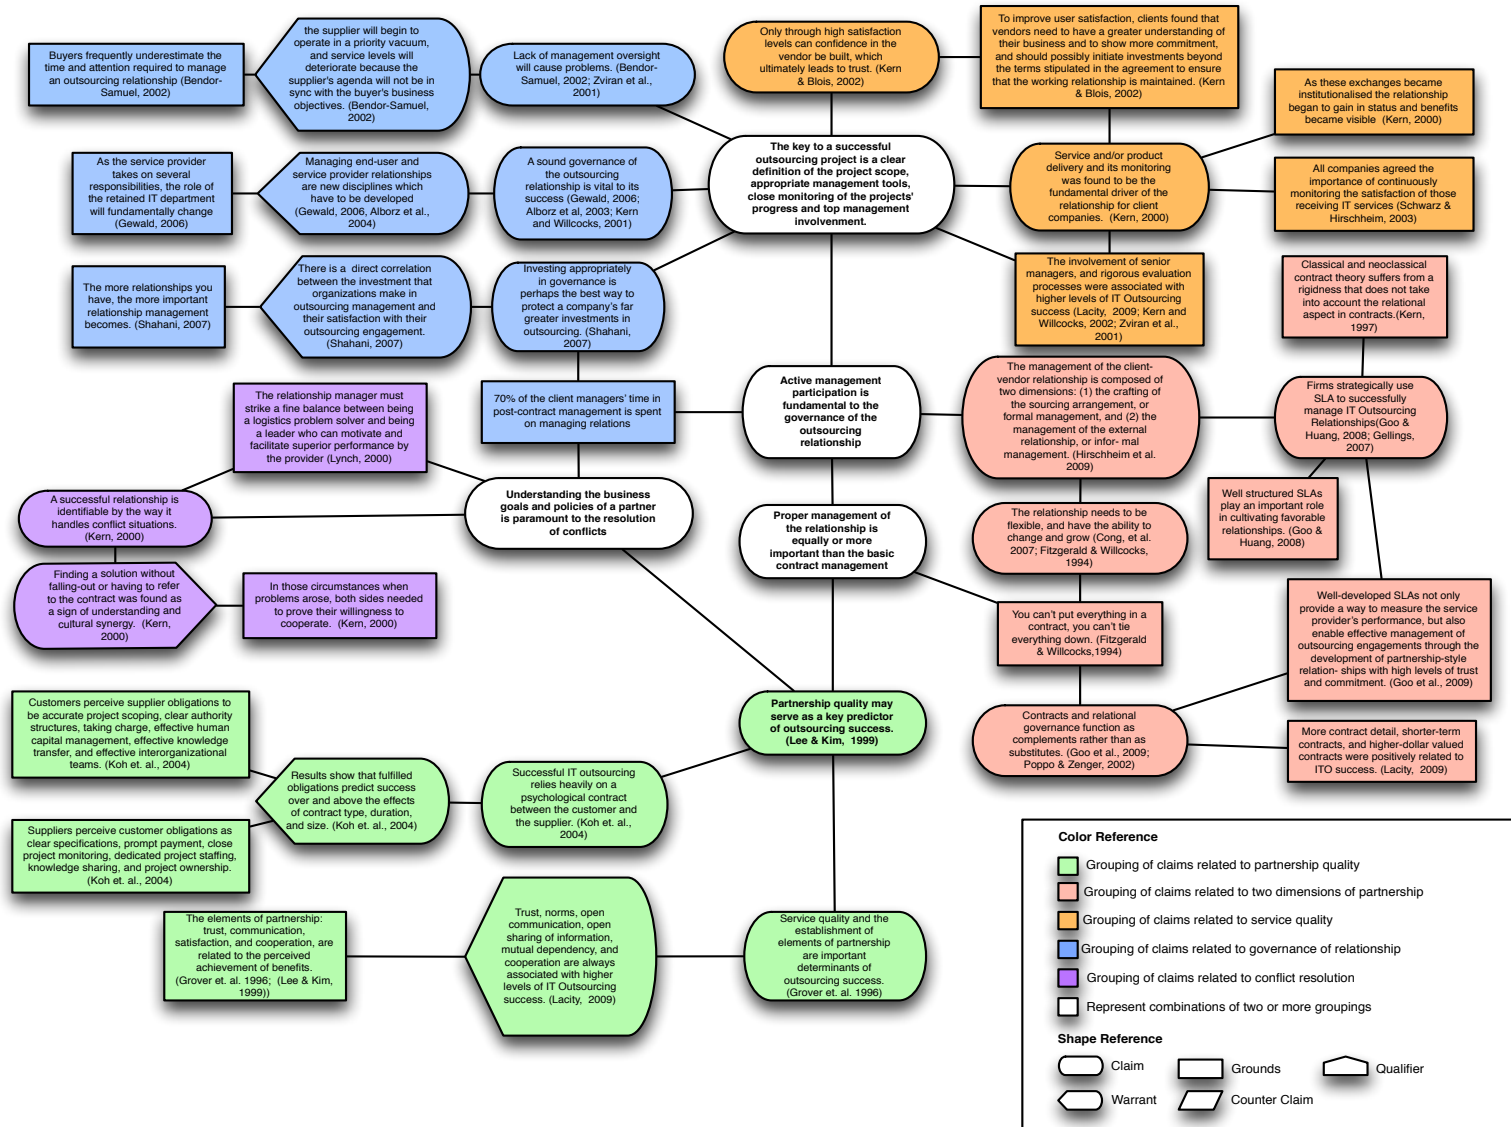 Buyers frequently underestimate the
time and attention required to manage
an outsourcing relationship (Bendor-
Samuel, 2002)
the supplier will begin to
operate in a priority vacuum,
and service levels will
deteriorate because the
supplier's agenda will not be in
sync with the buyer's business
objectives. (Bendor-Samuel,
2002)
Lack of management oversight
will cause problems. (Bendor-
Samuel, 2002; Zviran et al.,
2001)
Only through high satisfaction
levels can confidence in the
vendor be built, which
ultimately leads to trust. (Kern
& Blois, 2002)
To improve user satisfaction, clients found that
vendors need to have a greater understanding of
their business and to show more commitment,
and should possibly initiate investments beyond
the terms stipulated in the agreement to ensure
that the working relationship is maintained. (Kern
& Blois, 2002)
As these exchanges became
institutionalised the relationship
began to gain in status and benefits
became visible  (Kern, 2000)
As the service provider
takes on several
responsibilities, the role of
the retained IT department
will fundamentally change
(Gewald, 2006)
Managing end-user and
service provider relationships
are new disciplines which
have to be developed
(Gewald, 2006, Alborz et al.,
2004)
A sound governance of
the outsourcing
relationship is vital to its
success (Gewald, 2006;
Alborz et al, 2003; Kern
and Willcocks, 2001)
The key to a successful
outsourcing project is a clear
definition of the project scope,
appropriate management tools,
close monitoring of the projects'
progress and top management
involvenment.
Service and/or product
delivery and its monitoring
was found to be the
fundamental driver of the
relationship for client
companies. (Kern, 2000)
All companies agreed the
importance of continuously
monitoring the satisfaction of those
receiving IT services (Schwarz &
Hirschheim, 2003)
The more relationships you
have, the more important
relationship management
becomes. (Shahani, 2007)
There is a  direct correlation
between the investment that
organizations make in
outsourcing management and
their satisfaction with their
outsourcing engagement.
(Shahani, 2007)
Investing appropriately
in governance is
perhaps the best way to
protect a company's far
greater investments in
outsourcing. (Shahani,
2007)
The involvement of senior
managers, and rigorous evaluation
processes were associated with
higher levels of IT Outsourcing
success (Lacity,  2009; Kern and
Willcocks, 2002; Zviran et al.,
2001)
Classical and neoclassical
contract theory suffers from a
rigidness that does not take
into account the relational
aspect in contracts.(Kern,
1997)
The relationship manager must
strike a fine balance between being
a logistics problem solver and being
a leader who can motivate and
facilitate superior performance by
the provider (Lynch, 2000)
70% of the client managers' time in
post-contract management is spent
on managing relations
Active management
participation is
fundamental to the
governance of the
outsourcing
relationship
The management of the client-
vendor relationship is composed of
two dimensions: (1) the crafting of
the sourcing arrangement, or
formal management, and (2) the
management of the external
relationship, or infor- mal
management. (Hirschheim et al.
2009)
Firms strategically use
SLA to successfully
manage IT Outsourcing
Relationships(Goo &
Huang, 2008; Gellings,
2007)
A successful relationship is
identifiable by the way it
handles conflict situations.
(Kern, 2000)
Understanding the business
goals and policies of a partner
is paramount to the resolution
of conflicts
Proper management of
the relationship is
equally or more
important than the basic
contract management
The relationship needs to be
flexible, and have the ability to
change and grow (Cong, et al.
2007; Fitzgerald & Willcocks,
1994)
Well structured SLAs
play an important role
in cultivating favorable
relationships. (Goo &
Huang, 2008)
Finding a solution without
falling-out or having to refer
to the contract was found as
a sign of understanding and
cultural synergy.  (Kern,
2000)
In those circumstances when
problems arose, both sides needed
to prove their willingness to
cooperate.  (Kern, 2000)
You can't put everything in a
contract, you can't tie
everything down. (Fitzgerald
& Willcocks,1994)
Well-developed SLAs not only
provide a way to measure the service
provider's performance, but also
enable effective management of
outsourcing engagements through the
development of partnership-style
relation- ships with high levels of trust
and commitment. (Goo et al., 2009)
Customers perceive supplier obligations to
be accurate project scoping, clear authority
structures, taking charge, effective human
capital management, effective knowledge
transfer, and effective interorganizational
teams. (Koh et. al., 2004)
Partnership quality may
serve as a key predictor
of outsourcing success.
(Lee & Kim,  1999)
Contracts and relational
governance function as
complements rather than as
substitutes. (Goo et al., 2009;
Poppo & Zenger, 2002)
More contract detail, shorter-term
contracts, and higher-dollar valued
contracts were positively related to
ITO success. (Lacity,  2009)
Results show that fulfilled
obligations predict success
over and above the effects
of contract type, duration,
and size. (Koh et. al., 2004)
Successful IT outsourcing
relies heavily on a
psychological contract
between the customer and
the supplier. (Koh et. al.,
2004)
Suppliers perceive customer obligations as
clear specifications, prompt payment, close
project monitoring, dedicated project staffing,
knowledge sharing, and project ownership.
(Koh et. al., 2004)
The elements of partnership:
trust, communication,
satisfaction, and cooperation, are
related to the perceived
achievement of benefits.
(Grover et. al. 1996;  (Lee & Kim,
1999))
Trust, norms, open
communication, open
sharing of information,
mutual dependency, and
cooperation are always
associated with higher
levels of IT Outsourcing
success. (Lacity,  2009)
Service quality and the
establishment of
elements of partnership
are important
determinants of
outsourcing success.
(Grover et. al. 1996)
Color Reference
Grouping of claims related to partnership quality
Grouping of claims related to two dimensions of partnership
Grouping of claims related to service quality
Grouping of claims related to governance of relationship
Grouping of claims related to conflict resolution
Represent combinations of two or more groupings
Shape Reference
Claim
Grounds
Qualifier
Warrant
Counter Claim